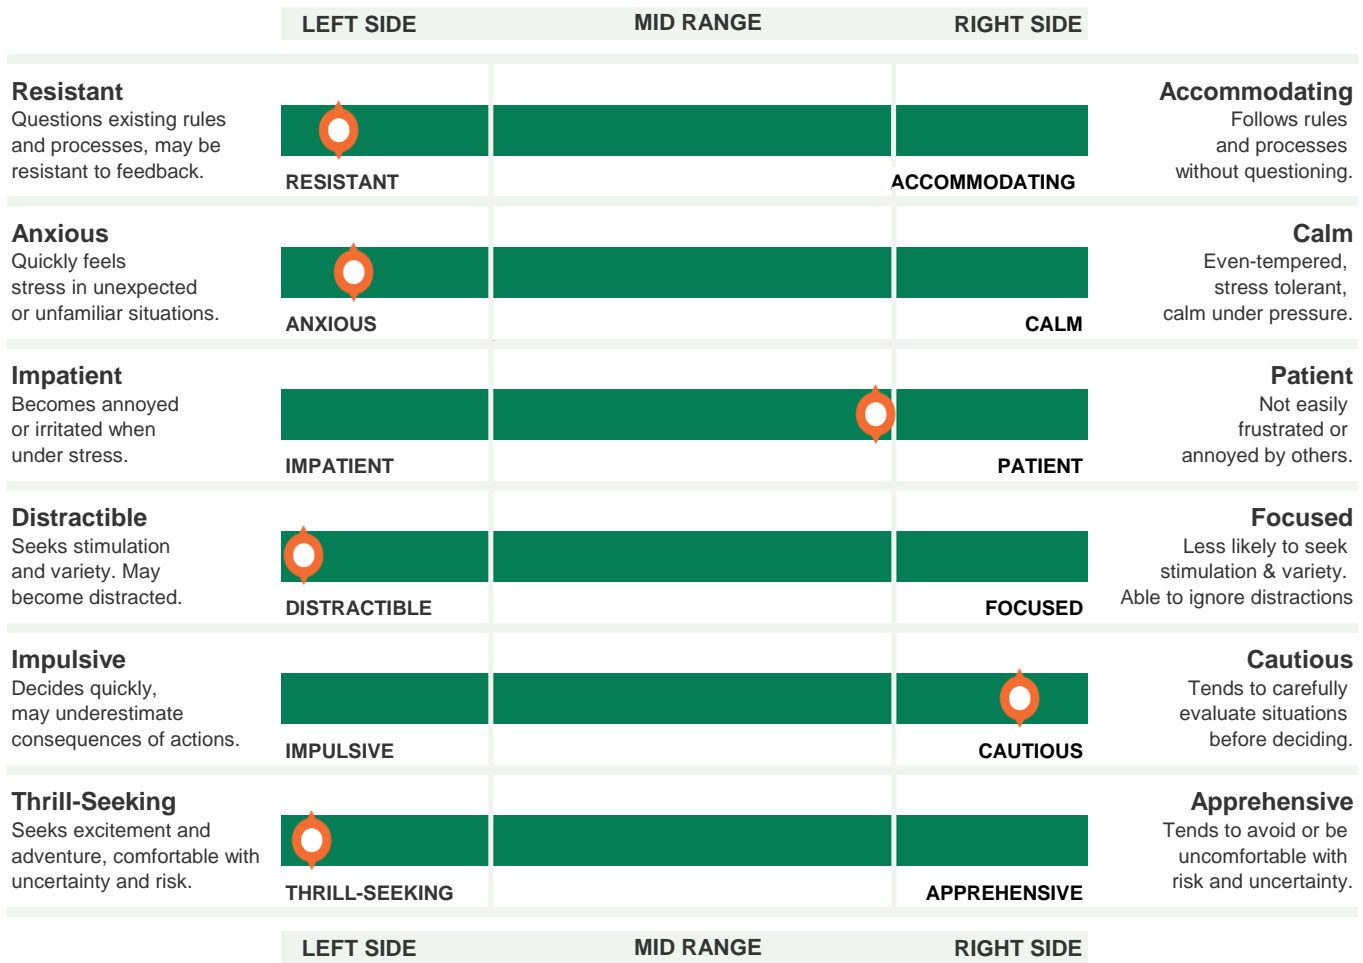 LEFT SIDE
MID RANGE
RIGHT SIDE
Resistant
Questions existing rules
and processes, may be
resistant to feedback.
RESISTANT
ACCOMMODATING
Accommodating
Follows rules
and processes
without questioning.
Anxious
Quickly feels
stress in unexpected
or unfamiliar situations.
ANXIOUS
CALM
Calm
Even-tempered,
stress tolerant,
calm under pressure.
Impatient
Becomes annoyed
or irritated when
under stress.
IMPATIENT
PATIENT
Patient
Not easily
frustrated or
annoyed by others.
Distractible
Seeks stimulation
and variety. May
become distracted.
DISTRACTIBLE
FOCUSED
Focused
Less likely to seek
stimulation & variety.
Able to ignore distractions
Impulsive
Decides quickly,
may underestimate
consequences of actions.
IMPULSIVE
CAUTIOUS
Cautious
Tends to carefully
evaluate situations
before deciding.
Thrill-Seeking
Seeks excitement and
adventure, comfortable with
uncertainty and risk.
THRILL-SEEKING
APPREHENSIVE
Apprehensive
Tends to avoid or be
uncomfortable with
risk and uncertainty.
LEFT SIDE
MID RANGE
RIGHT SIDE